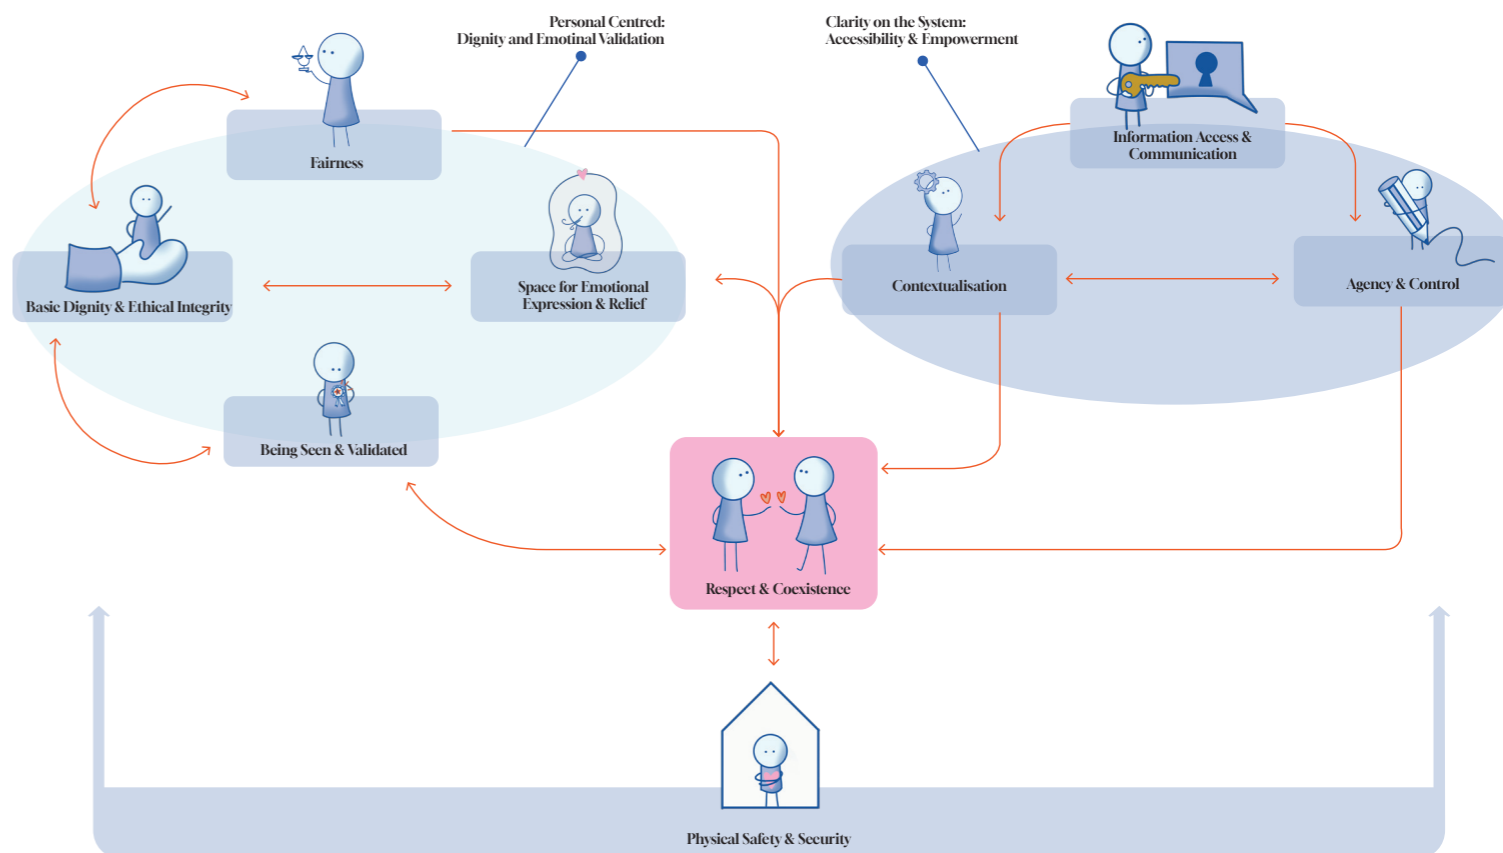 Personal Centred:
Dignity and Emotinal Validation
Clarity on the System:
Accessibility & Empowerment
Fairness
Information Access &
Communication
Basic Dignity & Ethical Integrity
Space for Emotional
Expression & Relief
Contextualisation
Agency & Control
Being Seen & Validated
Respect & Coexistence
Physical Safety & Security